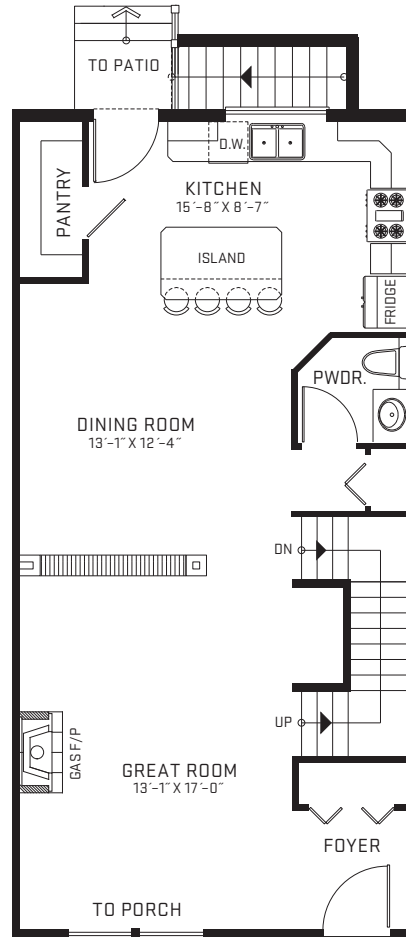 TO PATIO
D.W.
PANTRY
KITCHEN
15´-8˝ X 8´-7˝
ISLAND
FRIDGE
PWDR.
DINING ROOM
13´-1˝ X 12´-4˝
DN
UP
GAS F/P
GREAT ROOM
13´-1˝ X 17´-0˝
FOYER
TO PORCH